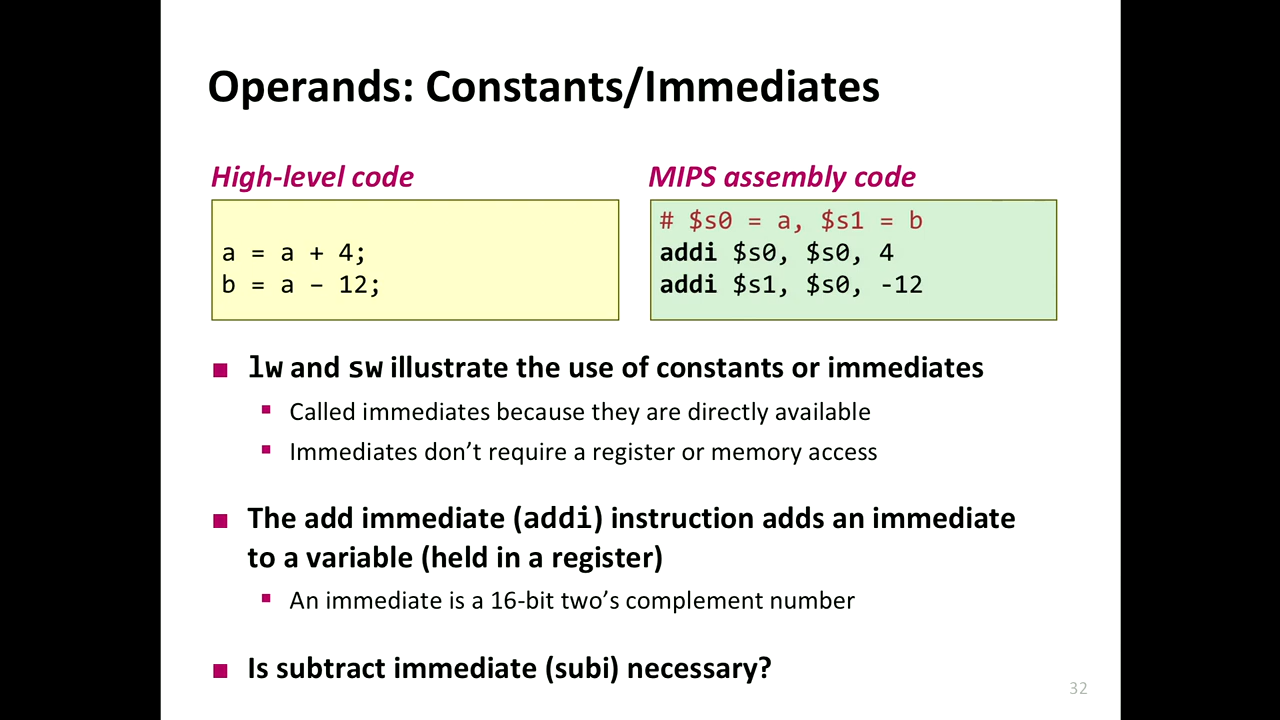 Operands: Constants/Immediates
High-level code
a = a + 4;
b = a – 12;
MIPS assembly code
# $s0 = a, $s1 = b
addi $s0, $s0, 4
addi $s1, $s0, -12
lw and sw illustrate the use of constants or immediates
Called immediates because they are directly available
Immediates don’t require a register or memory access
The add immediate (addi) instruction adds an immediate
to a variable (held in a register)
An immediate is a 16-bit two’s complement number
Is subtract immediate (subi) necessary?
32